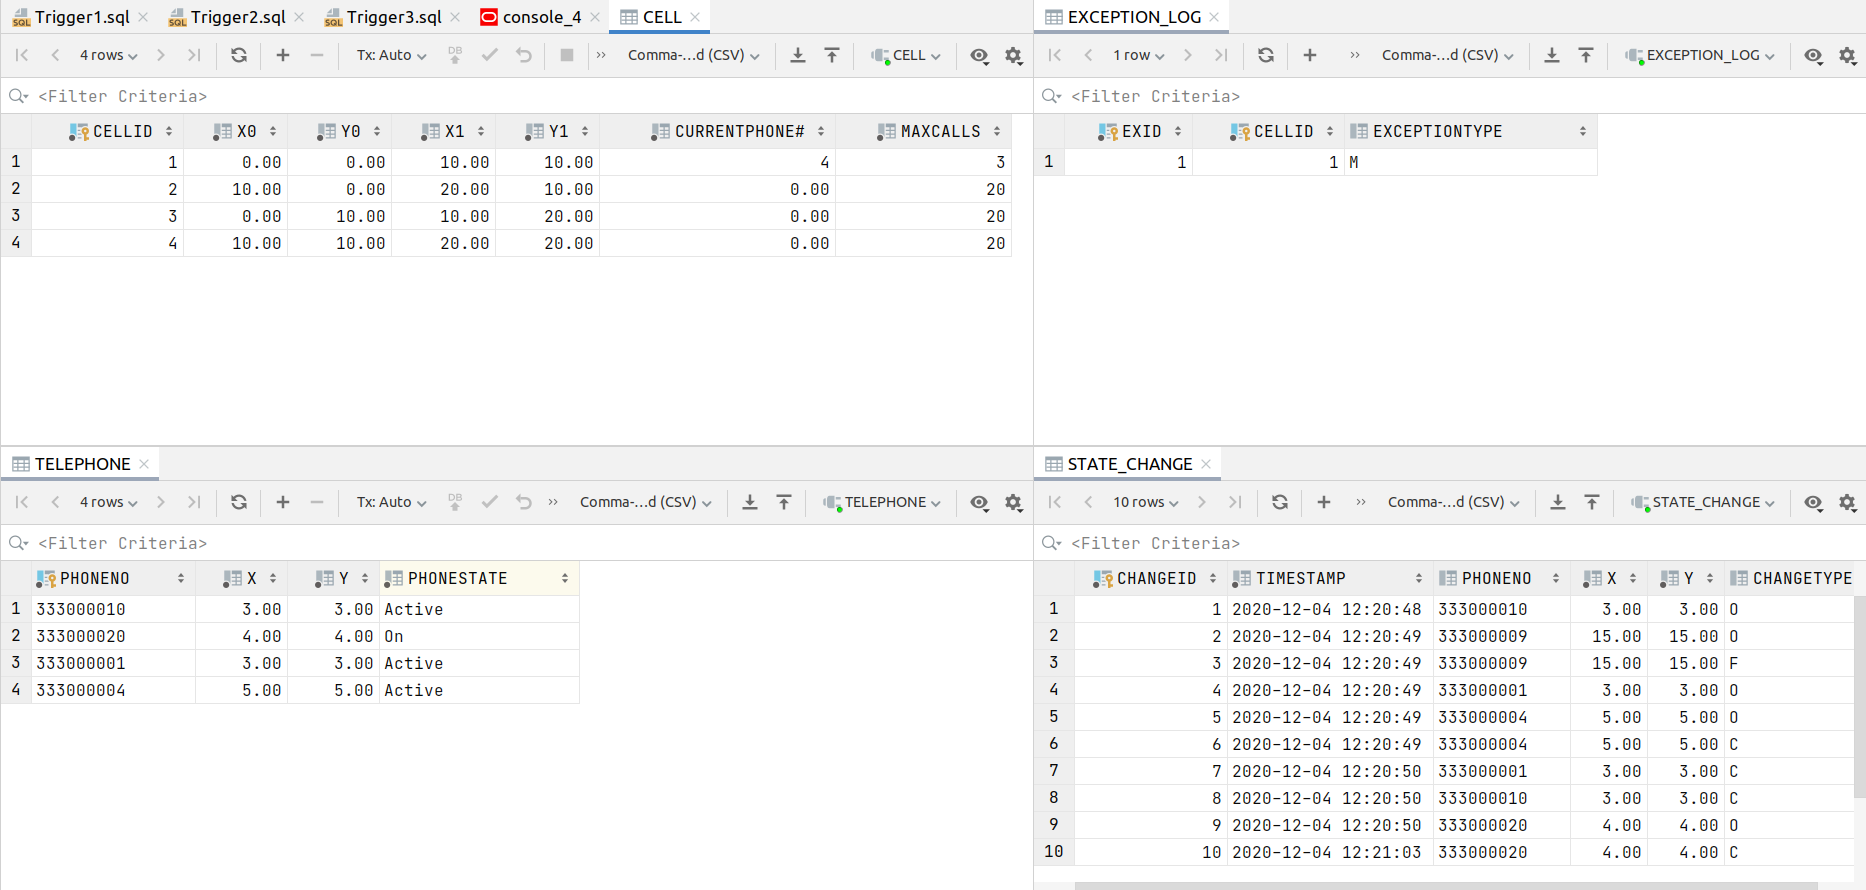 Trigger1.sql Trigger2.sql Trigger3.sql console_4 CELL
4 rows Tx: Auto DB Comma-...d (CSV) CELL
<Filter Criteria>
CELLID X0 Y0 X1 Y1 CURRENTPHONE# MAXCALLS
1 1 0.00 0.00 10.00 10.00 4 3
2 2 10.00 0.00 20.00 10.00 0.00 20
3 3 0.00 10.00 10.00 20.00 0.00 20
4 4 10.00 10.00 20.00 20.00 0.00 20
EXCEPTION_LOG
1 row Comma-...d (CSV) EXCEPTION_LOG
<Filter Criteria>
EXID CELLID EXCEPTIONTYPE
1 1 1 M
TELEPHONE
4 rows Tx: Auto DB Comma-...d (CSV) TELEPHONE
<Filter Criteria>
PHONENO X Y PHONESTATE
1 333000010 3.00 3.00 Active
2 333000020 4.00 4.00 On
3 333000001 3.00 3.00 Active
4 333000004 5.00 5.00 Active
STATE_CHANGE
10 rows Comma-...d (CSV) STATE_CHANGE
<Filter Criteria>
CHANGEID TIMESTAMP PHONENO X Y CHANGETYPE
1 1 2020-12-04 12:20:48 333000010 3.00 3.00 O
2 2 2020-12-04 12:20:49 333000009 15.00 15.00 O
3 3 2020-12-04 12:20:49 333000009 15.00 15.00 F
4 4 2020-12-04 12:20:49 333000001 3.00 3.00 O
5 5 2020-12-04 12:20:49 333000004 5.00 5.00 O
6 6 2020-12-04 12:20:49 333000004 5.00 5.00 C
7 7 2020-12-04 12:20:50 333000001 3.00 3.00 C
8 8 2020-12-04 12:20:50 333000010 3.00 3.00 C
9 9 2020-12-04 12:20:50 333000020 4.00 4.00 O
10 10 2020-12-04 12:21:03 333000020 4.00 4.00 C